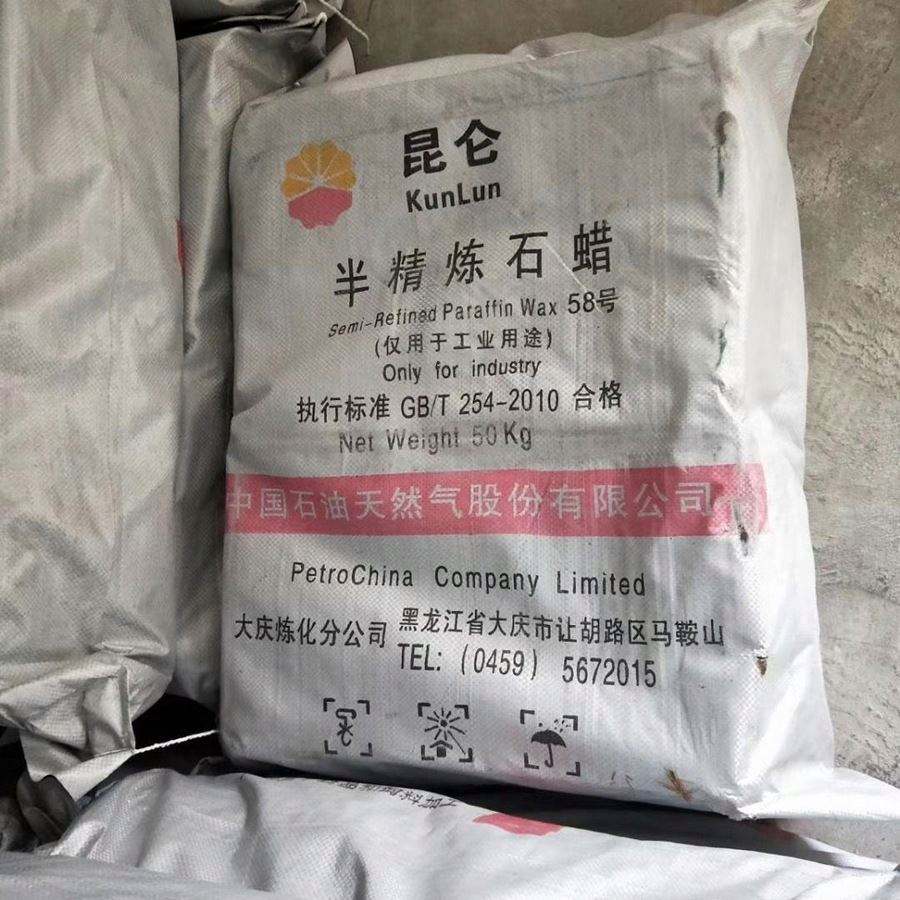 昆仑
KunLun
半精炼石蜡
Semi-Refined Paraffin Wax 58号
(仅用于工业用途)
Only for industry
执行标准 GB/T 254-2010 合格
Net Weight 50Kg
中国石油天然气股份有限公司
PetroChina Company Limited
大庆炼化分公司 黑龙江省大庆市让胡路区马鞍山
TEL: (0459) 5672015